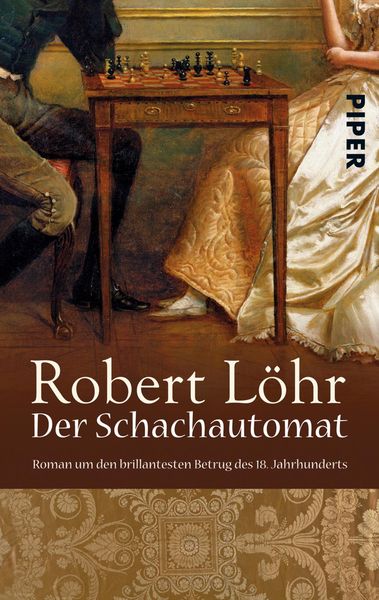 PIPER
Robert Löhr
Der Schachautomat
Roman um den brillantesten Betrug des 18. Jahrhunderts